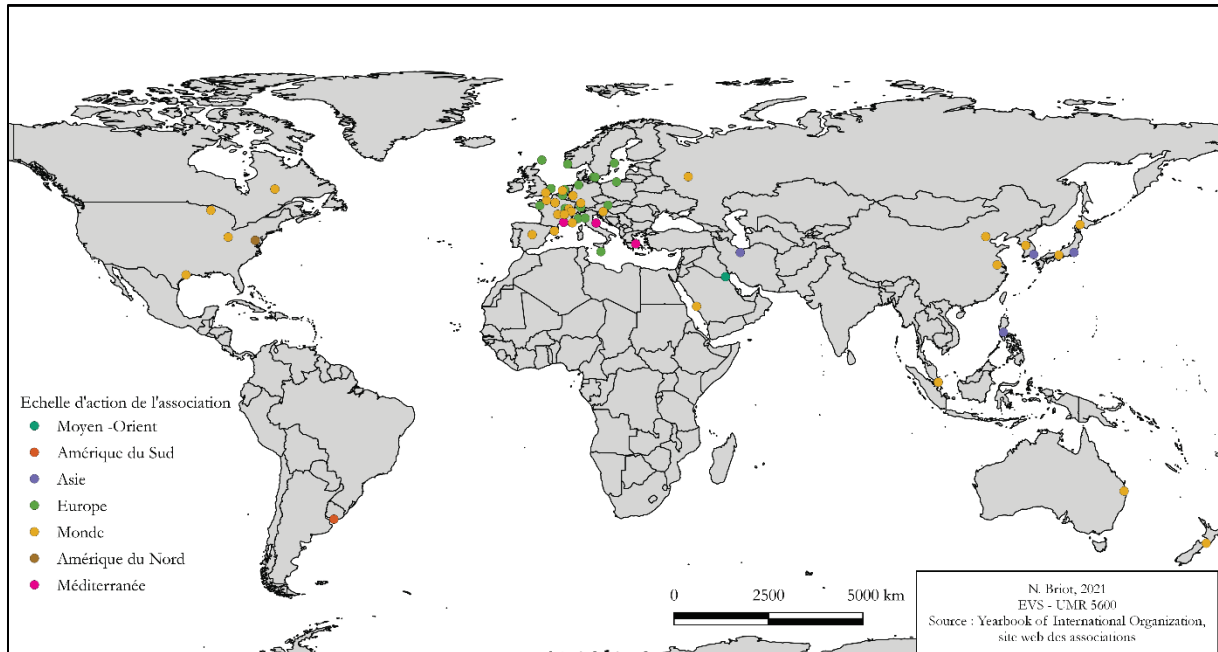 Echelle d'action de l'association
Moyen -Orient
Amérique du Sud
Asie
Europe
Monde
Amérique du Nord
Méditerranée
0 2500 5000 km
N. Briot, 2021
EVS - UMR 5600
Source : Yearbook of International Organization,
site web des associations